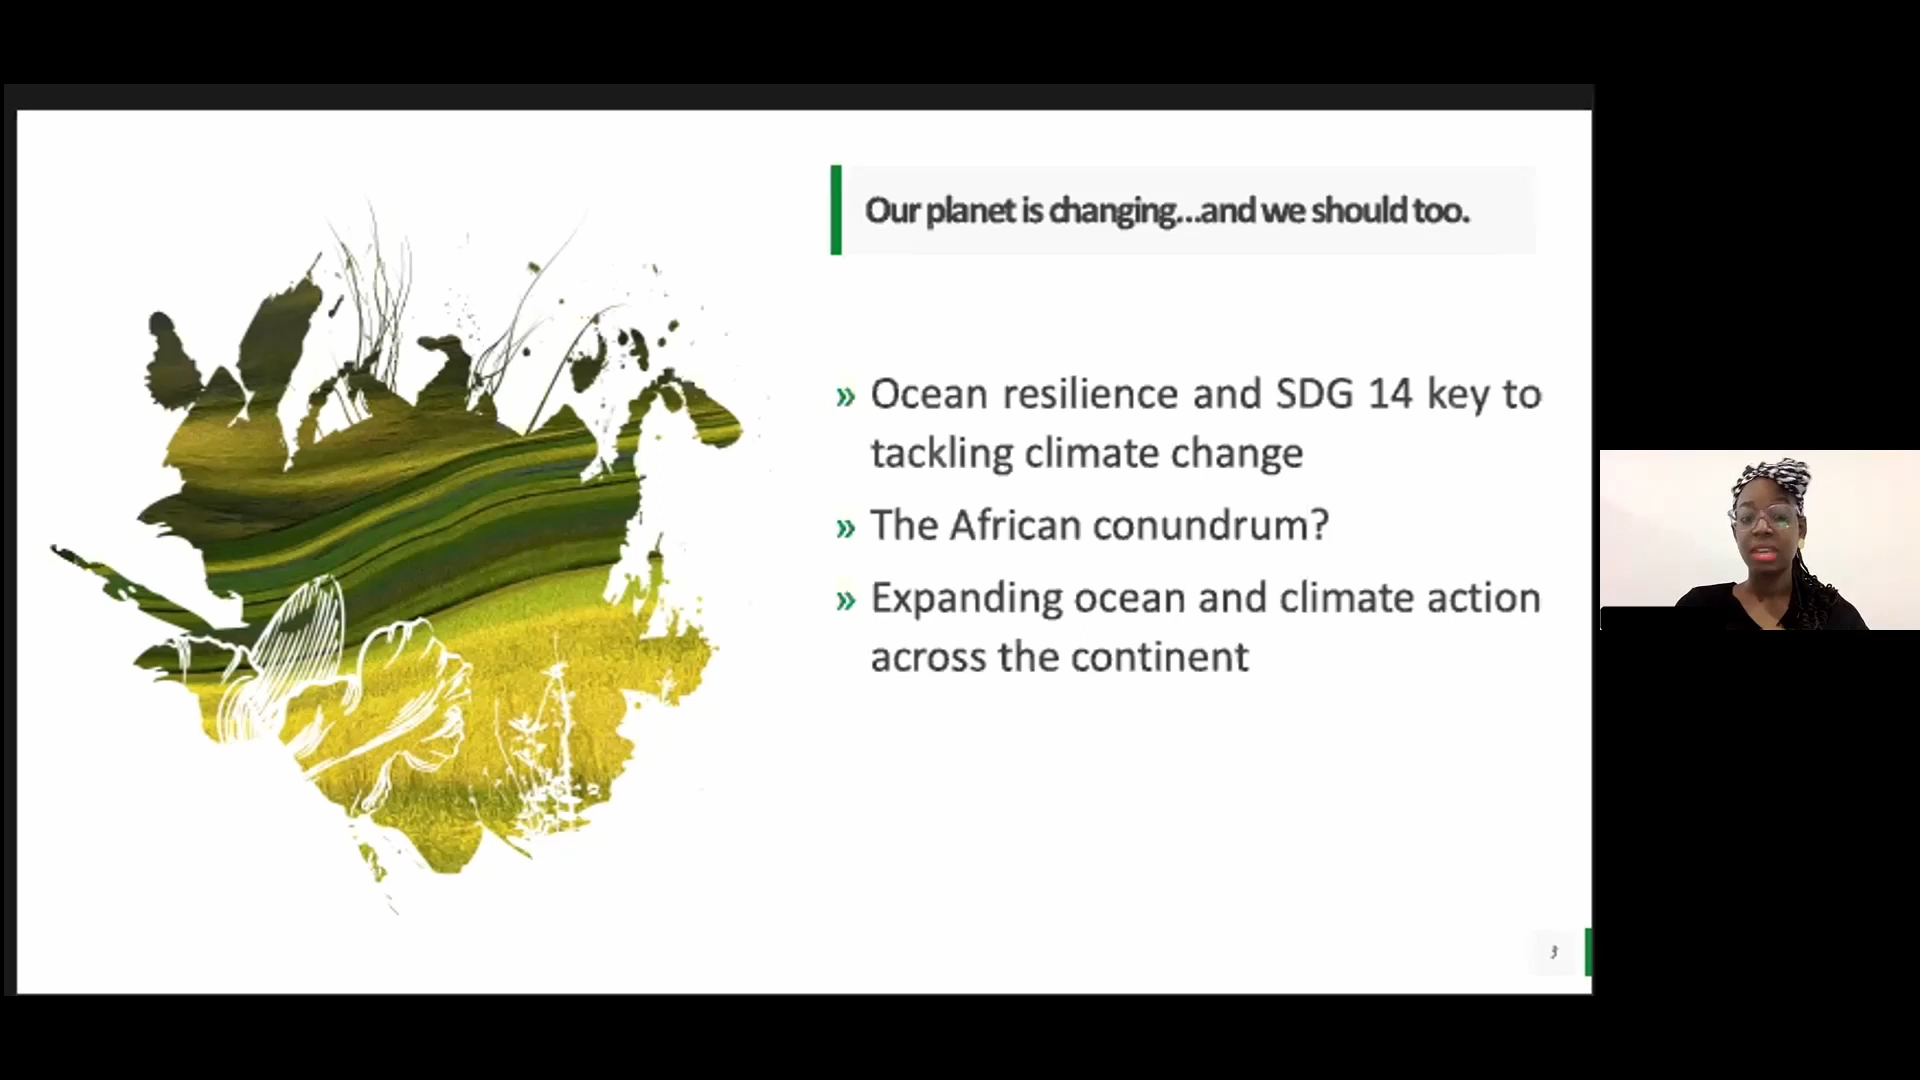 Our planet is changing...and we should too.
» Ocean resilience and SDG 14 key to
tackling climate change
» The African conundrum?
» Expanding ocean and climate action
across the continent
3